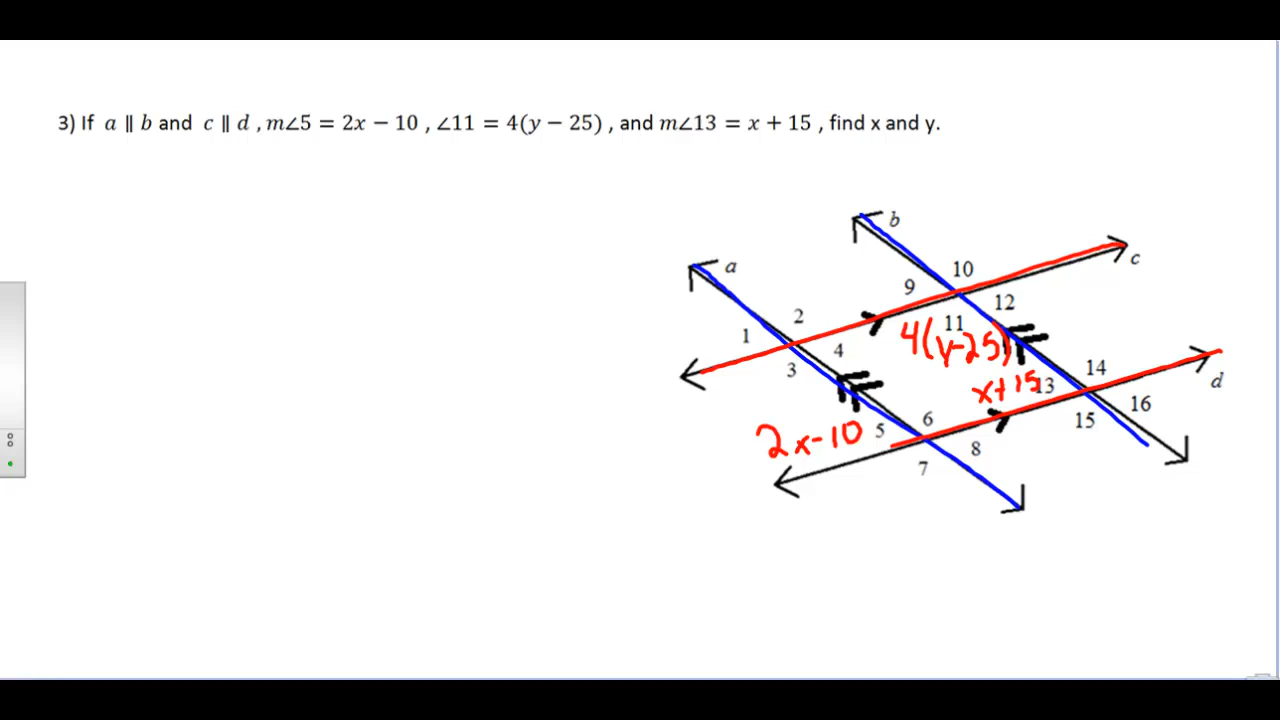 3) If a ∥ b and c ∥ d , m∠5 = 2x − 10 , ∠11 = 4(y − 25) , and m∠13 = x + 15 , find x and y.
b
a
c
10
9
12
2
11
1
4(y-25)
4
3
14
d
x+15
13
16
6
15
2x-10
5
8
7